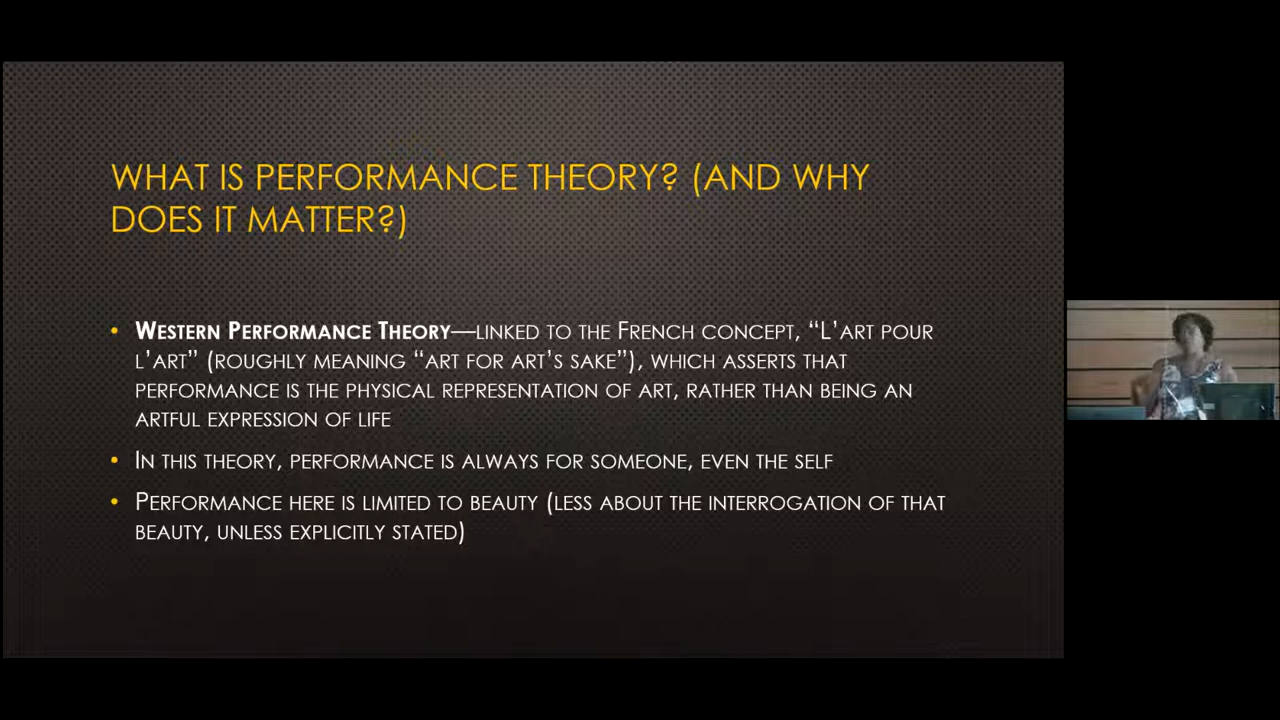 WHAT IS PERFORMANCE THEORY? (AND WHY
DOES IT MATTER?)
• WESTERN PERFORMANCE THEORY—LINKED TO THE FRENCH CONCEPT, “L’ART POUR
L’ART” (ROUGHLY MEANING “ART FOR ART’S SAKE”), WHICH ASSERTS THAT
PERFORMANCE IS THE PHYSICAL REPRESENTATION OF ART, RATHER THAN BEING AN
ARTFUL EXPRESSION OF LIFE
• IN THIS THEORY, PERFORMANCE IS ALWAYS FOR SOMEONE, EVEN THE SELF
• PERFORMANCE HERE IS LIMITED TO BEAUTY (LESS ABOUT THE INTERROGATION OF THAT
BEAUTY, UNLESS EXPLICITLY STATED)